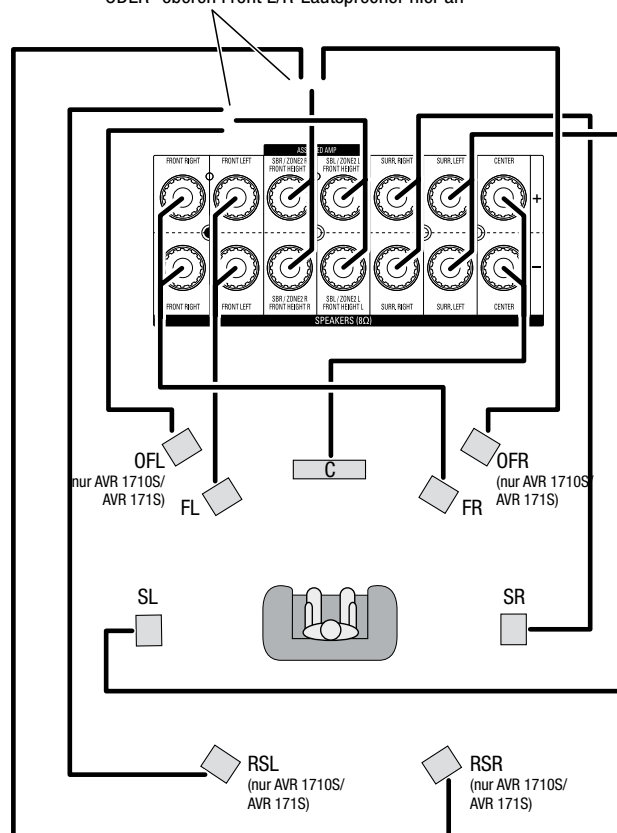 ODER "oberen Front L/R"-Lautsprecher hier an
AMP
FRONT RIGHT FRONT LEFT SBR / ZONE2 R SBL / ZONE2 L SURR. RIGHT SURR. LEFT CENTER
FRONT HEIGHT FRONT HEIGHT
+
−
SBR / ZONE2 R SBL / ZONE2 L
FRONT RIGHT FRONT LEFT FRONT HEIGHT R FRONT HEIGHT L SURR. RIGHT SURR. LEFT CENTER
SPEAKERS (8Ω)
OFL
nur AVR 1710S/
AVR 171S)
OFR
(nur AVR 1710S/
AVR 171S)
C
FL
FR
SL
SR
RSL
(nur AVR 1710S/
AVR 171S)
RSR
(nur AVR 1710S/
AVR 171S)